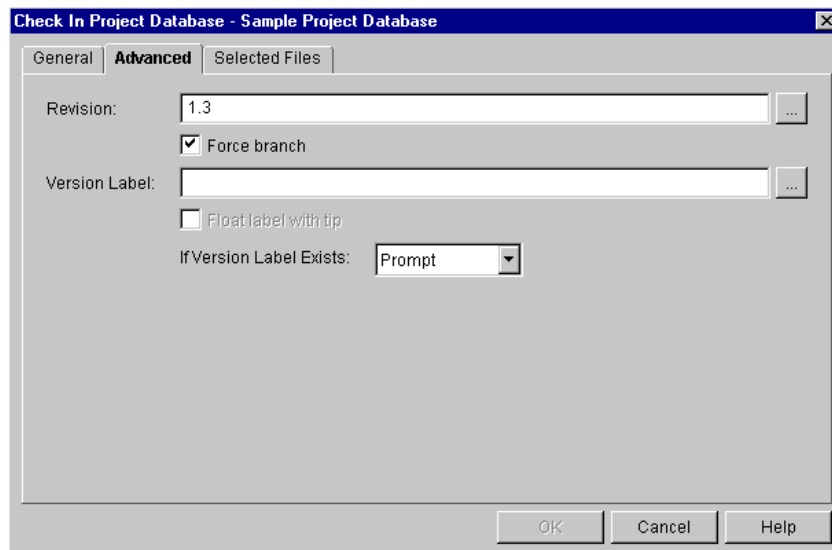 Check In Project Database - Sample Project Database
General Advanced Selected Files
Revision: 1.3 ...
Force branch
Version Label: ...
Float label with tip
If Version Label Exists: Prompt
OK Cancel Help